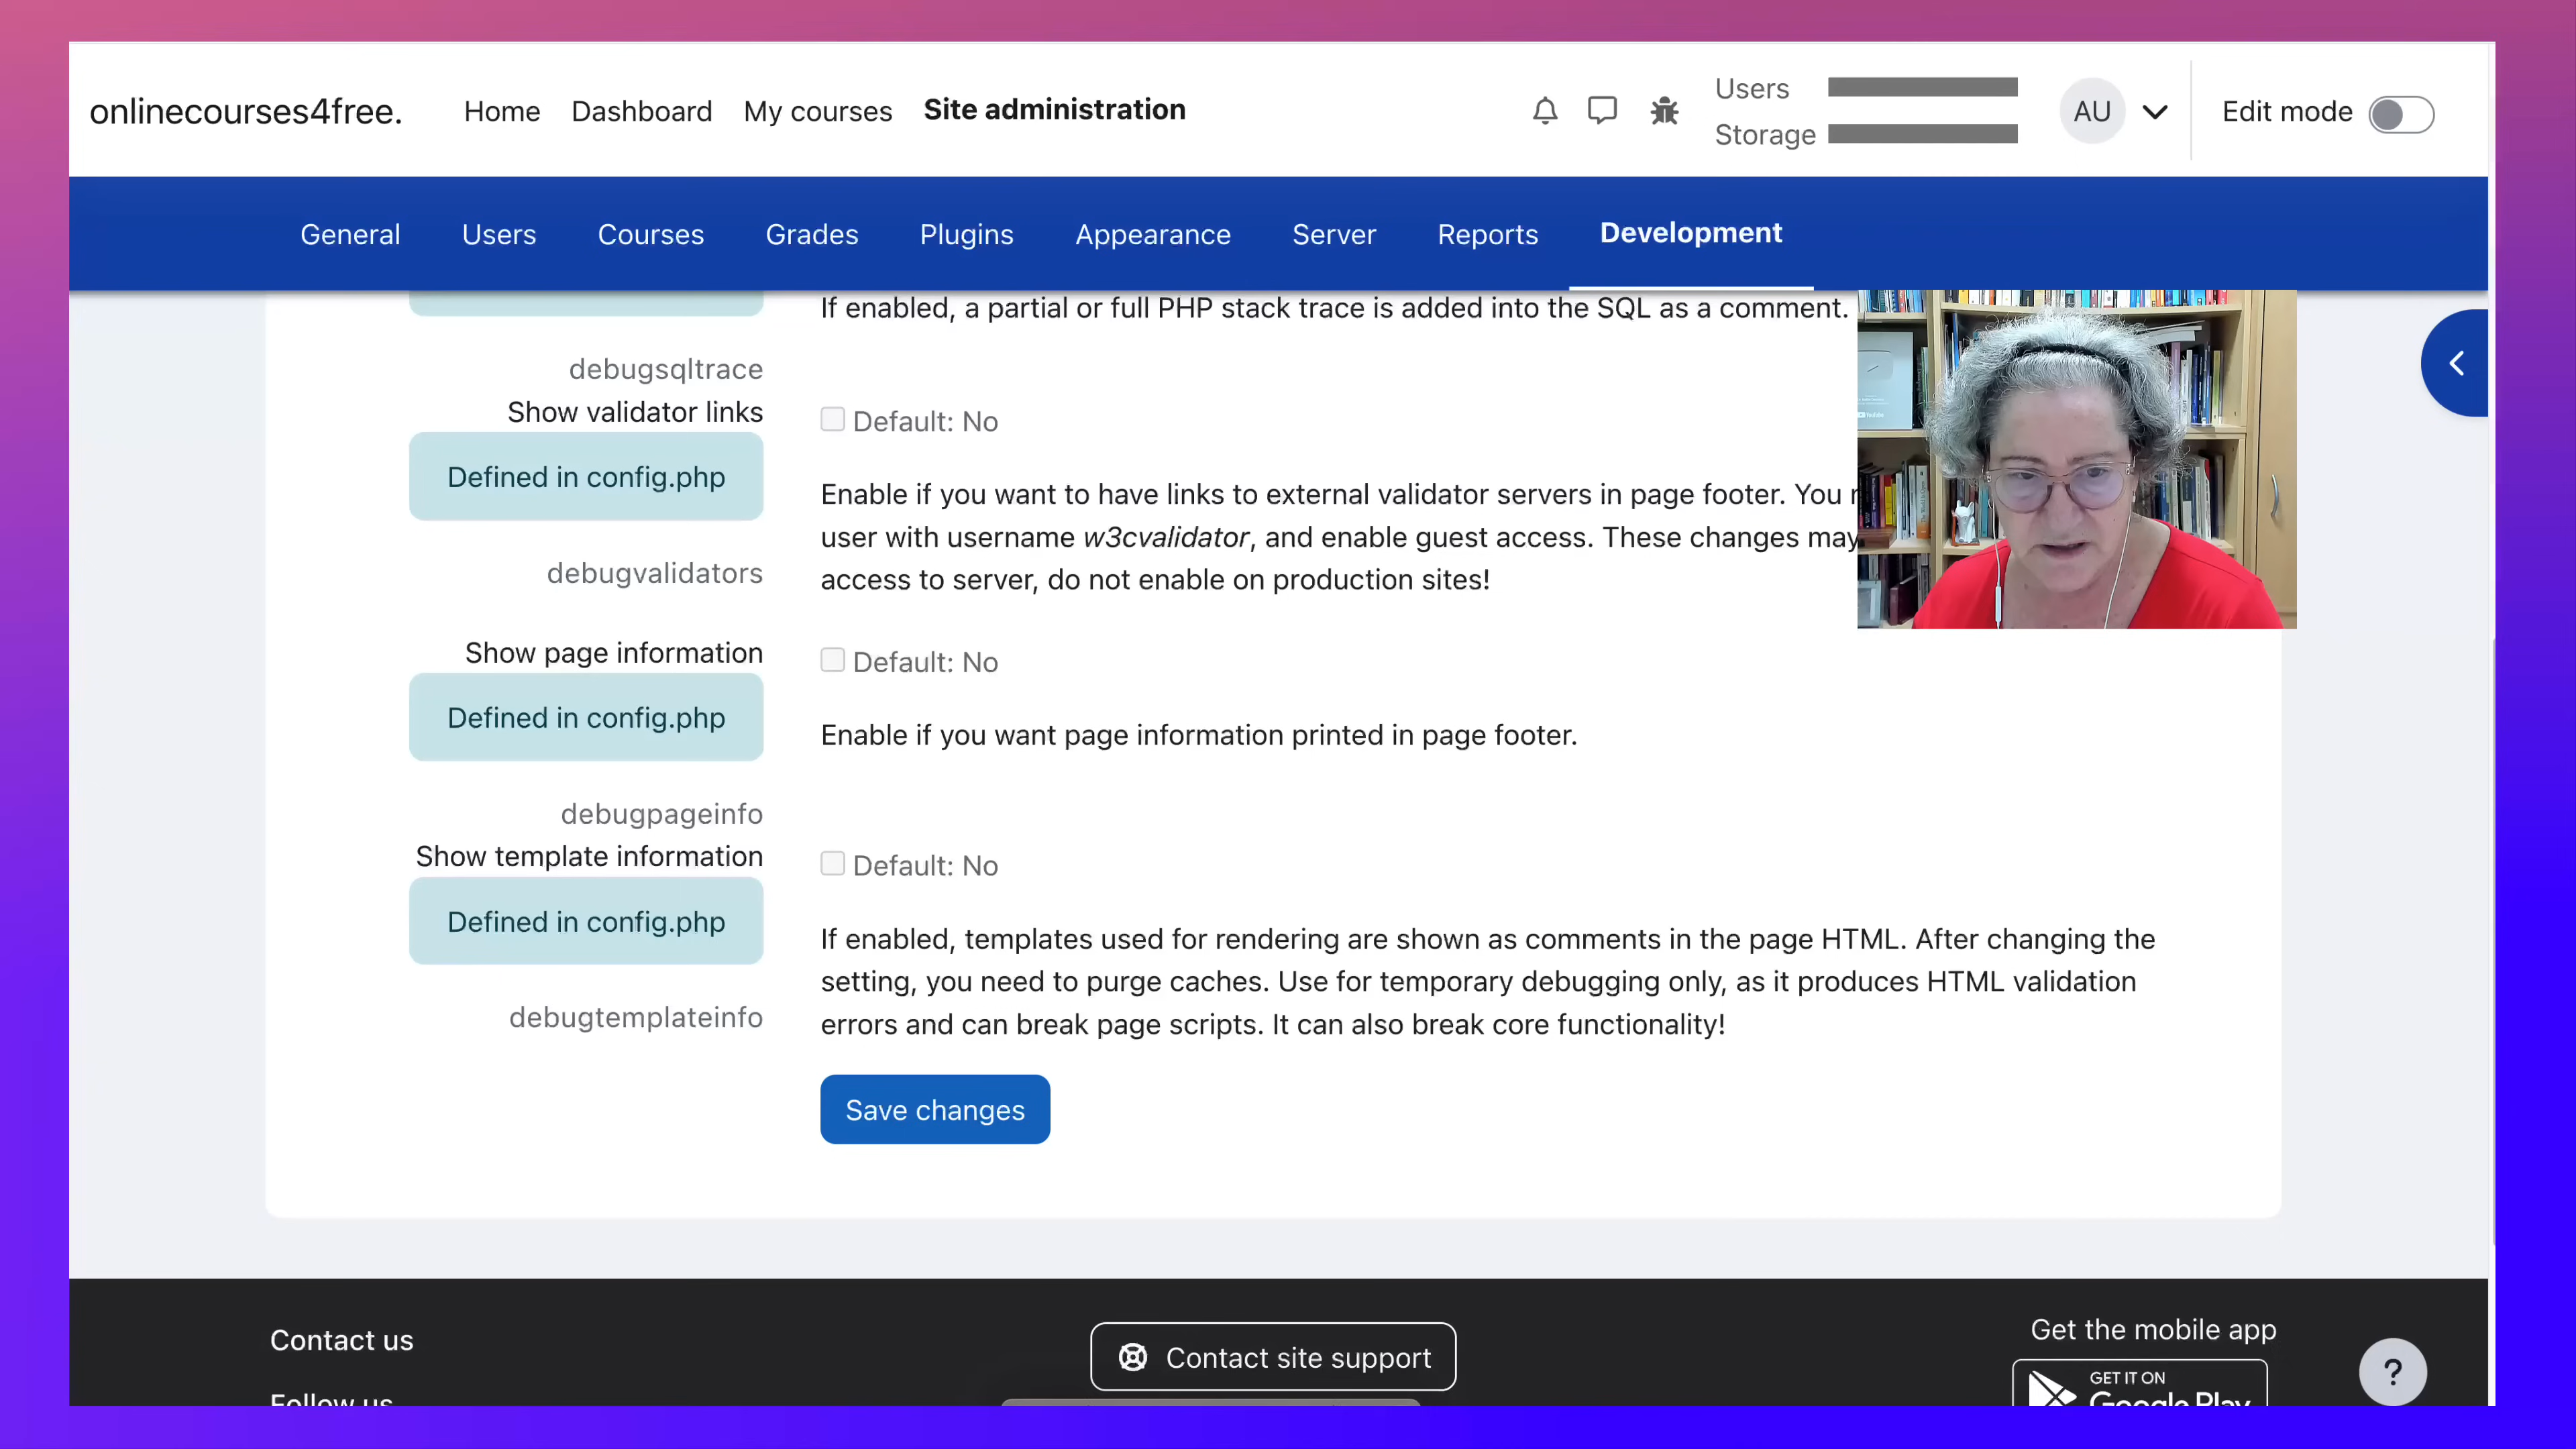 onlinecourses4free.
Home
Dashboard
My courses
Site administration
Users
Storage
AU
Edit mode
General
Users
Courses
Grades
Plugins
Appearance
Server
Reports
Development
If enabled, a partial or full PHP stack trace is added into the SQL as a comment.
debugsqltrace
Show validator links
Defined in config.php
debugvalidators
Default: No
Enable if you want to have links to external validator servers in page footer. You
user with username w3cvalidator, and enable guest access. These changes may
access to server, do not enable on production sites!
Show page information
Defined in config.php
debugpageinfo
Default: No
Enable if you want page information printed in page footer.
Show template information
Defined in config.php
debugtemplateinfo
Default: No
If enabled, templates used for rendering are shown as comments in the page HTML. After changing the
setting, you need to purge caches. Use for temporary debugging only, as it produces HTML validation
errors and can break page scripts. It can also break core functionality!
Save changes
Contact us
Follow us
Contact site support
Get the mobile app
GET IT ON
Google Play
?